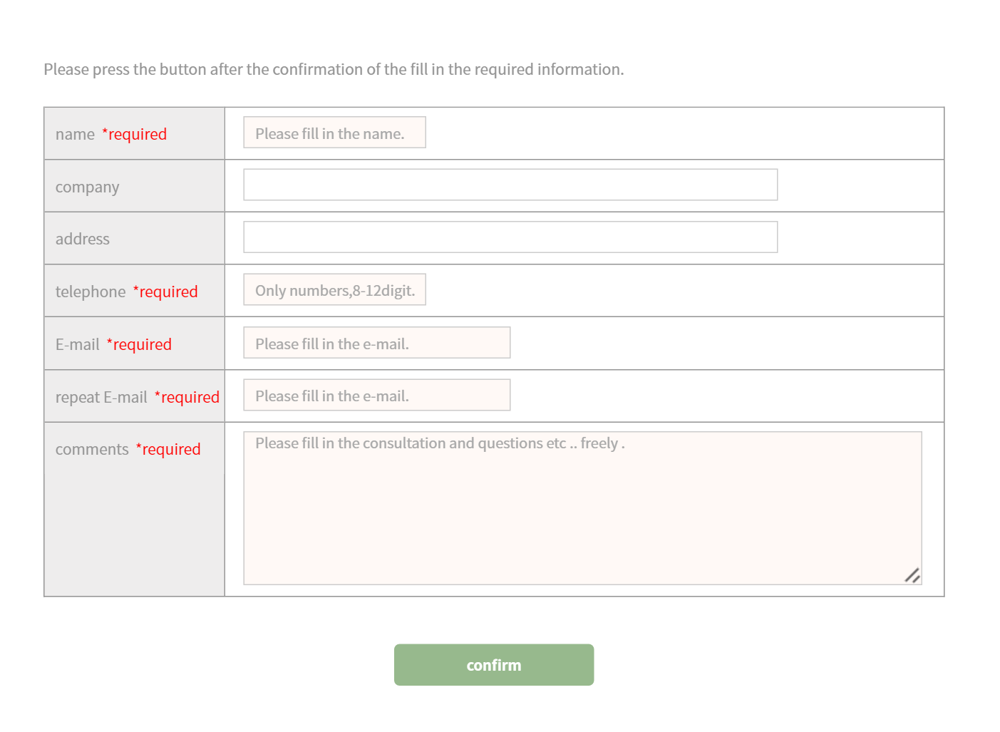 Please press the button after the confirmation of the fill in the required information.
name *required
Please fill in the name.
company
address
telephone *required
Only numbers,8-12digit.
E-mail *required
Please fill in the e-mail.
repeat E-mail *required
Please fill in the e-mail.
comments *required
Please fill in the consultation and questions etc .. freely .
confirm